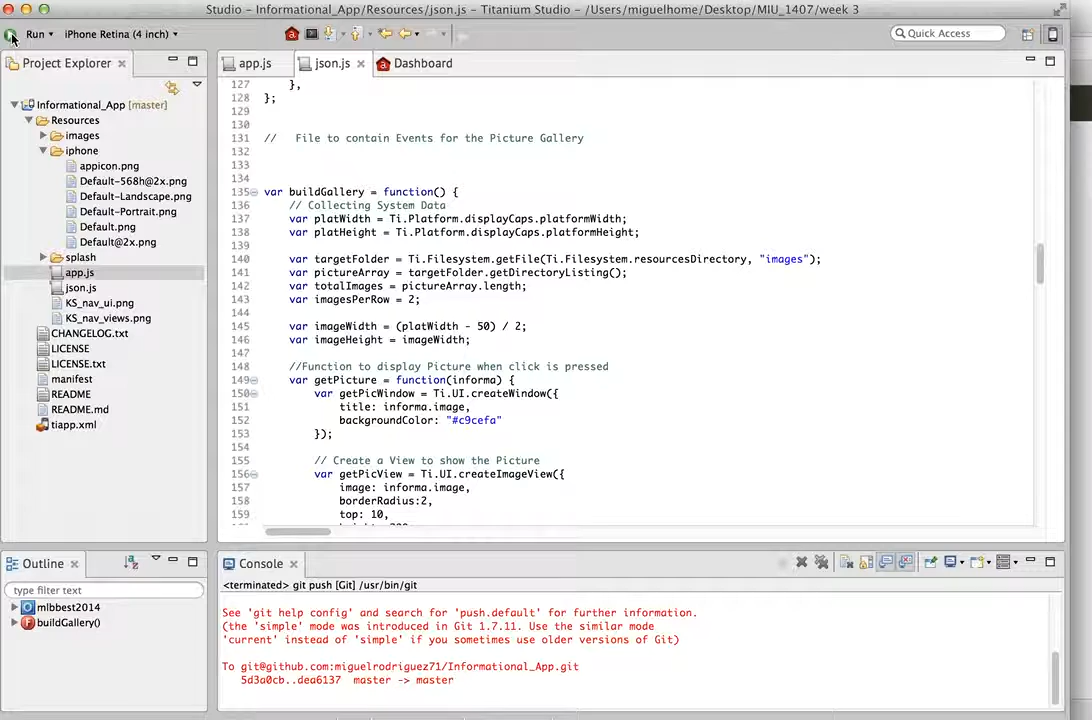 Studio - Informational_App/Resources/json.js - Titanium Studio - /Users/miguelhome/Desktop/MIU_1407/week 3
Run iPhone Retina (4 inch) Quick Access
Project Explorer
app.js json.js Dashboard
Informational_App [master]
Resources
images
iphone
appicon.png
Default-568h@2x.png
Default-Landscape.png
Default-Portrait.png
Default.png
Default@2x.png
splash
app.js
json.js
KS_nav_ui.png
KS_nav_views.png
CHANGELOG.txt
LICENSE
LICENSE.txt
manifest
README
README.md
tiapp.xml
127 },
128 };
129
130
131 // File to contain Events for the Picture Gallery
132
133
134
135 var buildGallery = function() {
136 // Collecting System Data
137 var platWidth = Ti.Platform.displayCaps.platformWidth;
138 var platHeight = Ti.Platform.displayCaps.platformHeight;
139
140 var targetFolder = Ti.Filesystem.getFile(Ti.Filesystem.resourcesDirectory, "images");
141 var pictureArray = targetFolder.getDirectoryListing();
142 var totalImages = pictureArray.length;
143 var imagesPerRow = 2;
144
145 var imageWidth = (platWidth - 50) / 2;
146 var imageHeight = imageWidth;
147
148 //Function to display Picture when click is pressed
149 var getPicture = function(informa) {
150 var getPicWindow = Ti.UI.createWindow({
151 title: informa.image,
152 backgroundColor: "#c9cefa"
153 });
154
155 // Create a View to show the Picture
156 var getPicView = Ti.UI.createImageView({
157 image: informa.image,
158 borderRadius:2,
159 top: 10,
Outline
type filter text
mlbbest2014
buildGallery()
Console
<terminated> git push [Git] /usr/bin/git
See 'git help config' and search for 'push.default' for further information.
(the 'simple' mode was introduced in Git 1.7.11. Use the similar mode
'current' instead of 'simple' if you sometimes use older versions of Git)
To git@github.com:miguelrodriguez71/Informational_App.git
5d3a0cb..dea6137 master -> master